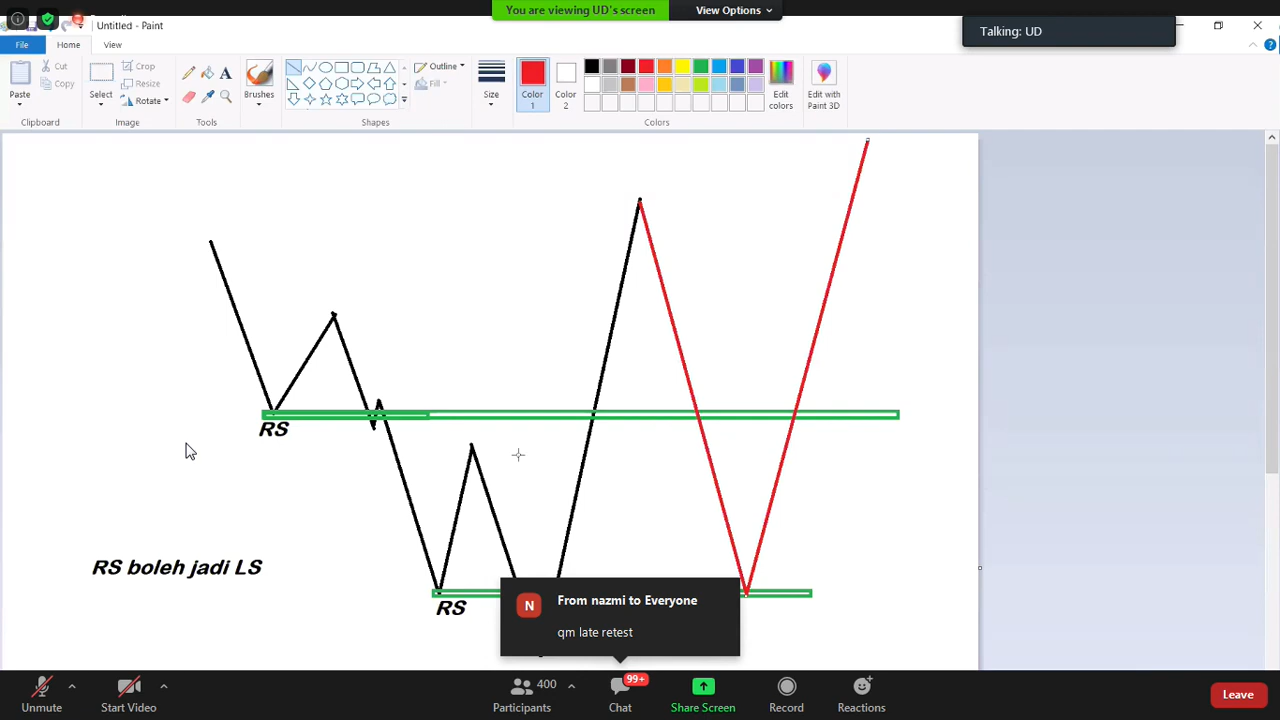 You are viewing UD's screen
View Options
Untitled - Paint
Talking: UD
File
Home
View
Paste
Cut
Copy
Clipboard
Select
Crop
Resize
Rotate
Image
A
Tools
Brushes
Outline
Fill
Shapes
Size
Color 1
Color 2
Edit colors
Colors
Edit with Paint 3D
RS
RS boleh jadi LS
RS
N
From nazmi to Everyone
qm late retest
Unmute
Start Video
400
Participants
99+
Chat
Share Screen
Record
Reactions
Leave